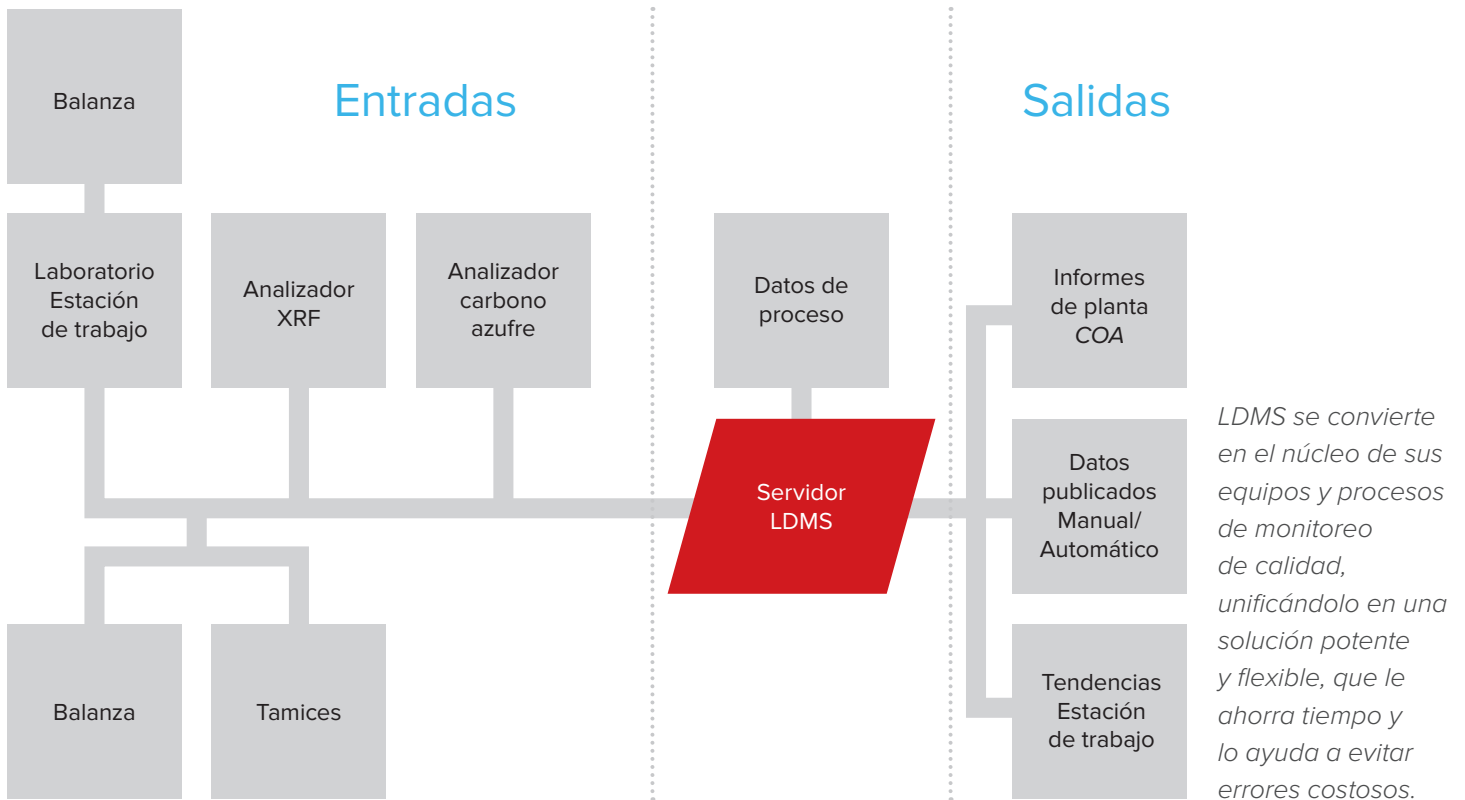 Balanza
Entradas
Salidas
Laboratorio
Estación
de trabajo
Analizador
XRF
Analizador
carbono
azufre
Datos de
proceso
Informes
de planta
COA
Servidor
LDMS
Datos
publicados
Manual/
Automático
Balanza
Tamices
Tendencias
Estación
de trabajo
LDMS se convierte
en el núcleo de sus
equipos y procesos
de monitoreo
de calidad,
unificándolo en una
solución potente
y flexible, que le
ahorra tiempo y
lo ayuda a evitar
errores costosos.